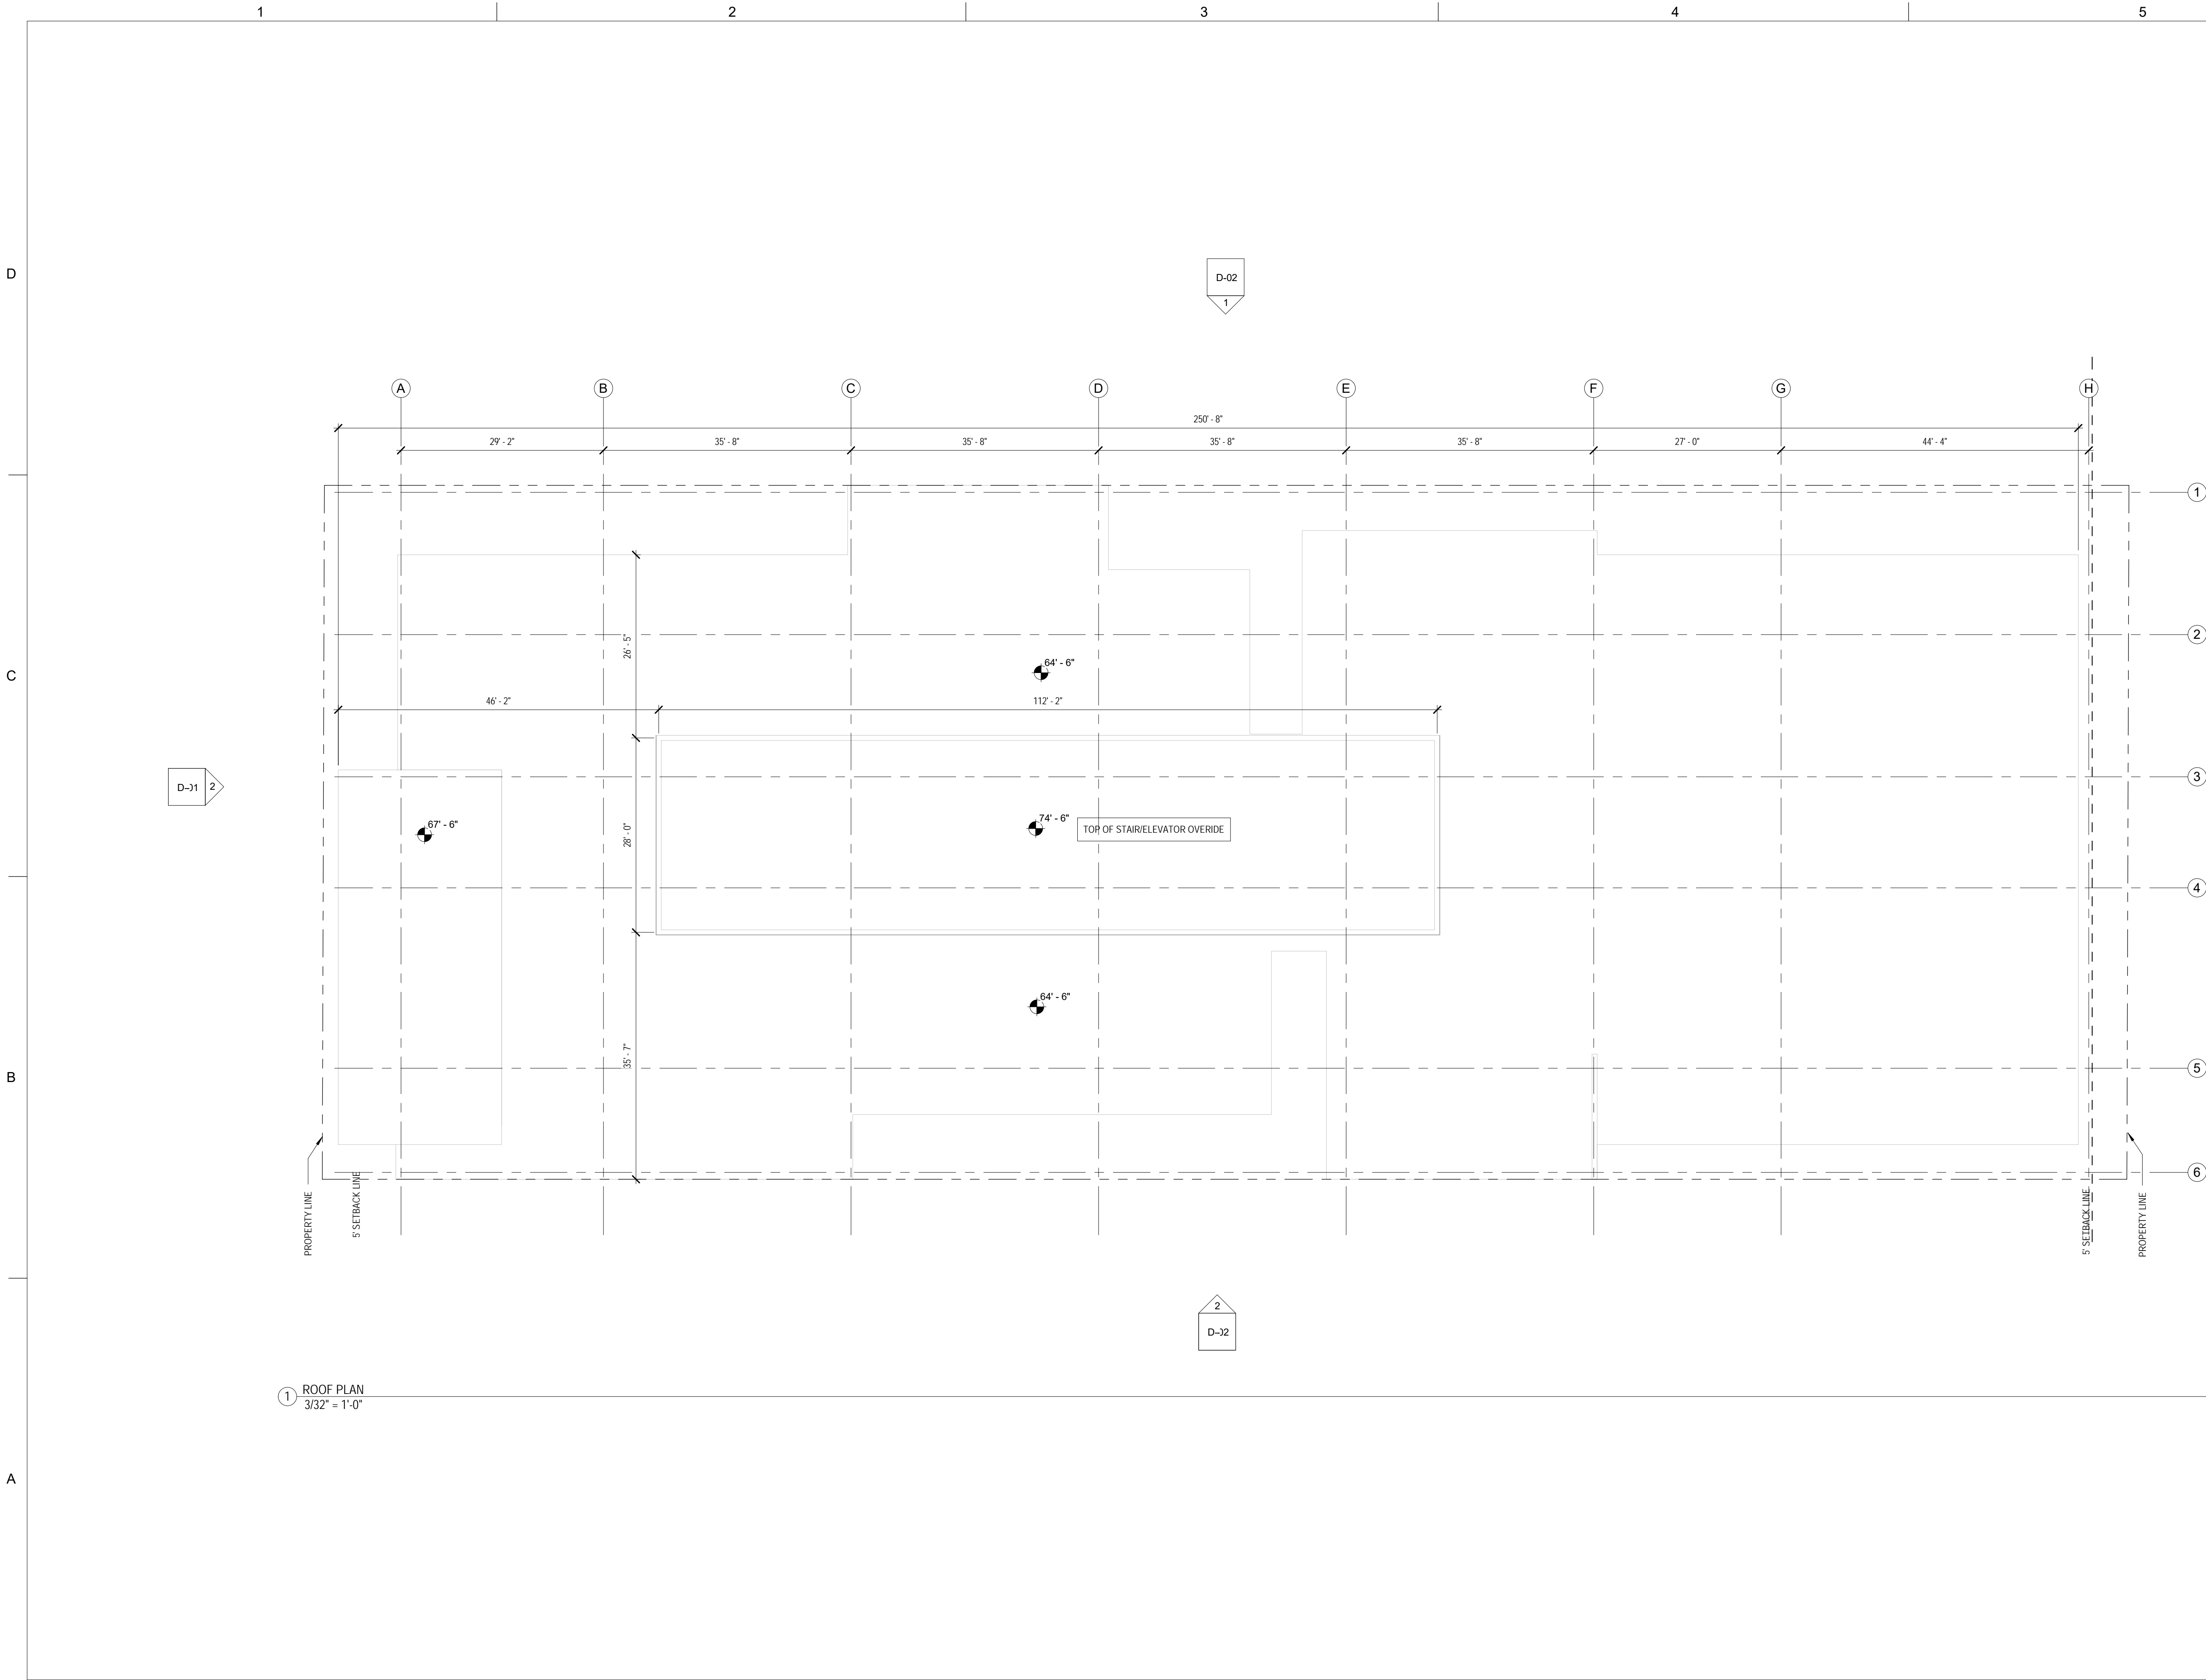 1 2 3 4 5
D
D-02
1
A B C D E F G H
250' - 8"
29' - 2" 35' - 8" 35' - 8" 35' - 8" 35' - 8" 27' - 0" 44' - 4"
1
26' - 5"
2
C
64' - 6"
46' - 2" 112' - 2"
3
D-01 2
67' - 6"
28' - 0"
74' - 6"
TOP OF STAIR/ELEVATOR OVERIDE
4
64' - 6"
35' - 7"
B
5
6
PROPERTY LINE
5' SETBACK LINE
5' SETBACK LINE
PROPERTY LINE
2
D-02
1 ROOF PLAN
3/32" = 1'-0"
A